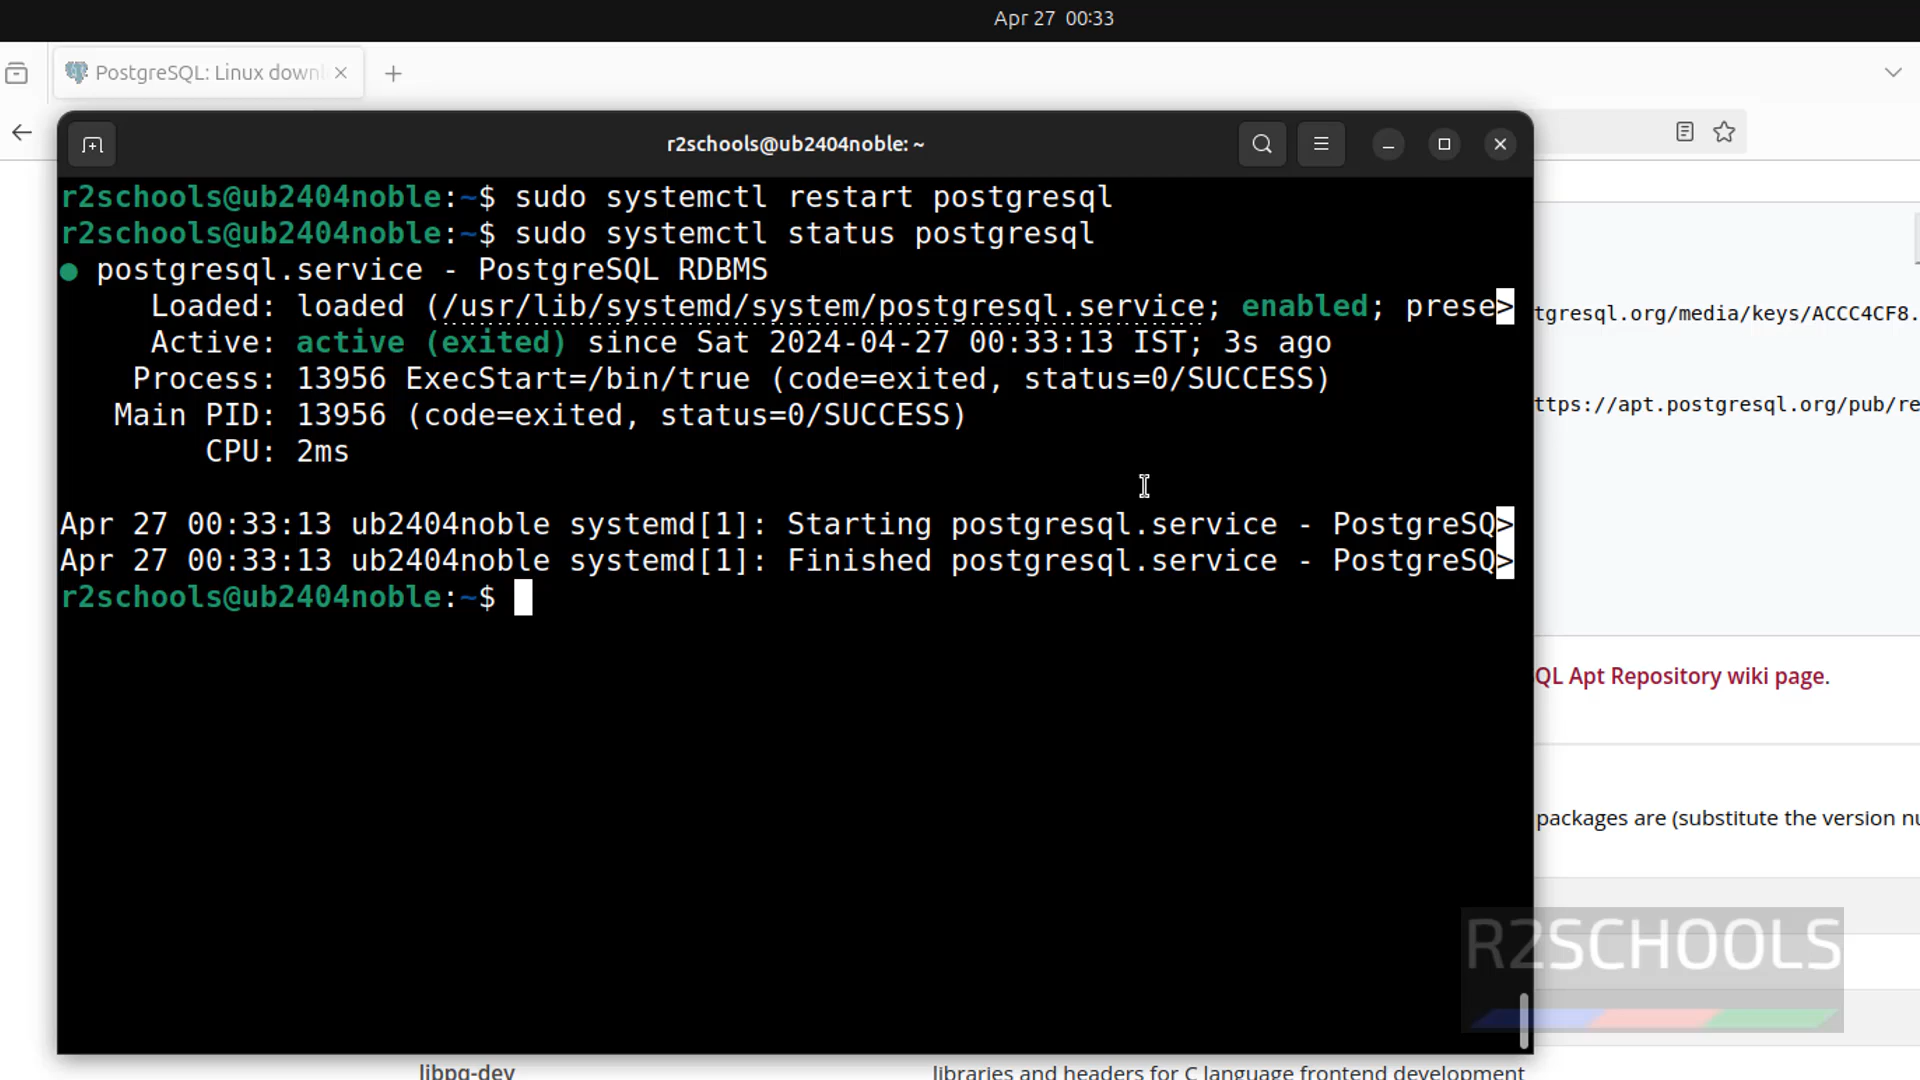 Apr 27 00:33
PostgreSQL: Linux downl
r2schools@ub2404noble: ~
r2schools@ub2404noble:~$ sudo systemctl restart postgresql
r2schools@ub2404noble:~$ sudo systemctl status postgresql
● postgresql.service - PostgreSQL RDBMS
Loaded: loaded (/usr/lib/systemd/system/postgresql.service; enabled; prese>
Active: active (exited) since Sat 2024-04-27 00:33:13 IST; 3s ago
Process: 13956 ExecStart=/bin/true (code=exited, status=0/SUCCESS)
Main PID: 13956 (code=exited, status=0/SUCCESS)
CPU: 2ms
Apr 27 00:33:13 ub2404noble systemd[1]: Starting postgresql.service - PostgreSQ>
Apr 27 00:33:13 ub2404noble systemd[1]: Finished postgresql.service - PostgreSQ>
r2schools@ub2404noble:~$
tgresql.org/media/keys/ACCC4CF8.
ttps://apt.postgresql.org/pub/re
QL Apt Repository wiki page.
packages are (substitute the version nu
R2SCHOOLS
libpq-dev
libraries and headers for C language frontend development